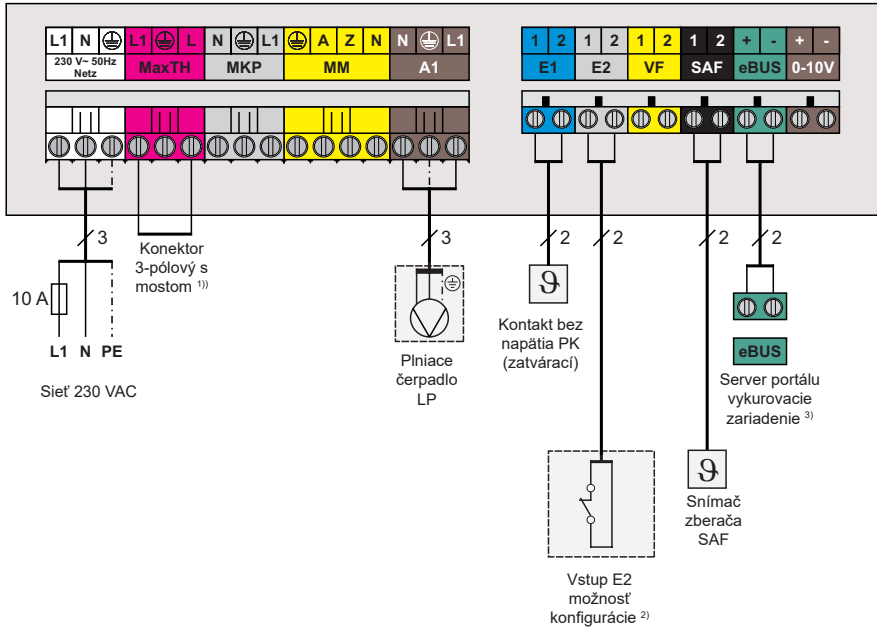 L1 N L1 L N L1 A Z N N L1
230 V~ 50Hz
Netz
MaxTH MKP MM A1
1 2 1 2 1 2 1 2 + - + -
E1 E2 VF SAF eBUS 0-10V
3
10 A
L1 N PE
Sieť 230 VAC
Konektor
3-pólový s
mostom 1))
3
Plniace
čerpadlo
LP
2
ϑ
Kontakt bez
napätia PK
(zatvárací)
2
Vstup E2
možnosť
konfigurácie 2)
2
ϑ
Snímač
zberača
SAF
2
eBUS
Server portálu
vykurovacie
zariadenie 3)